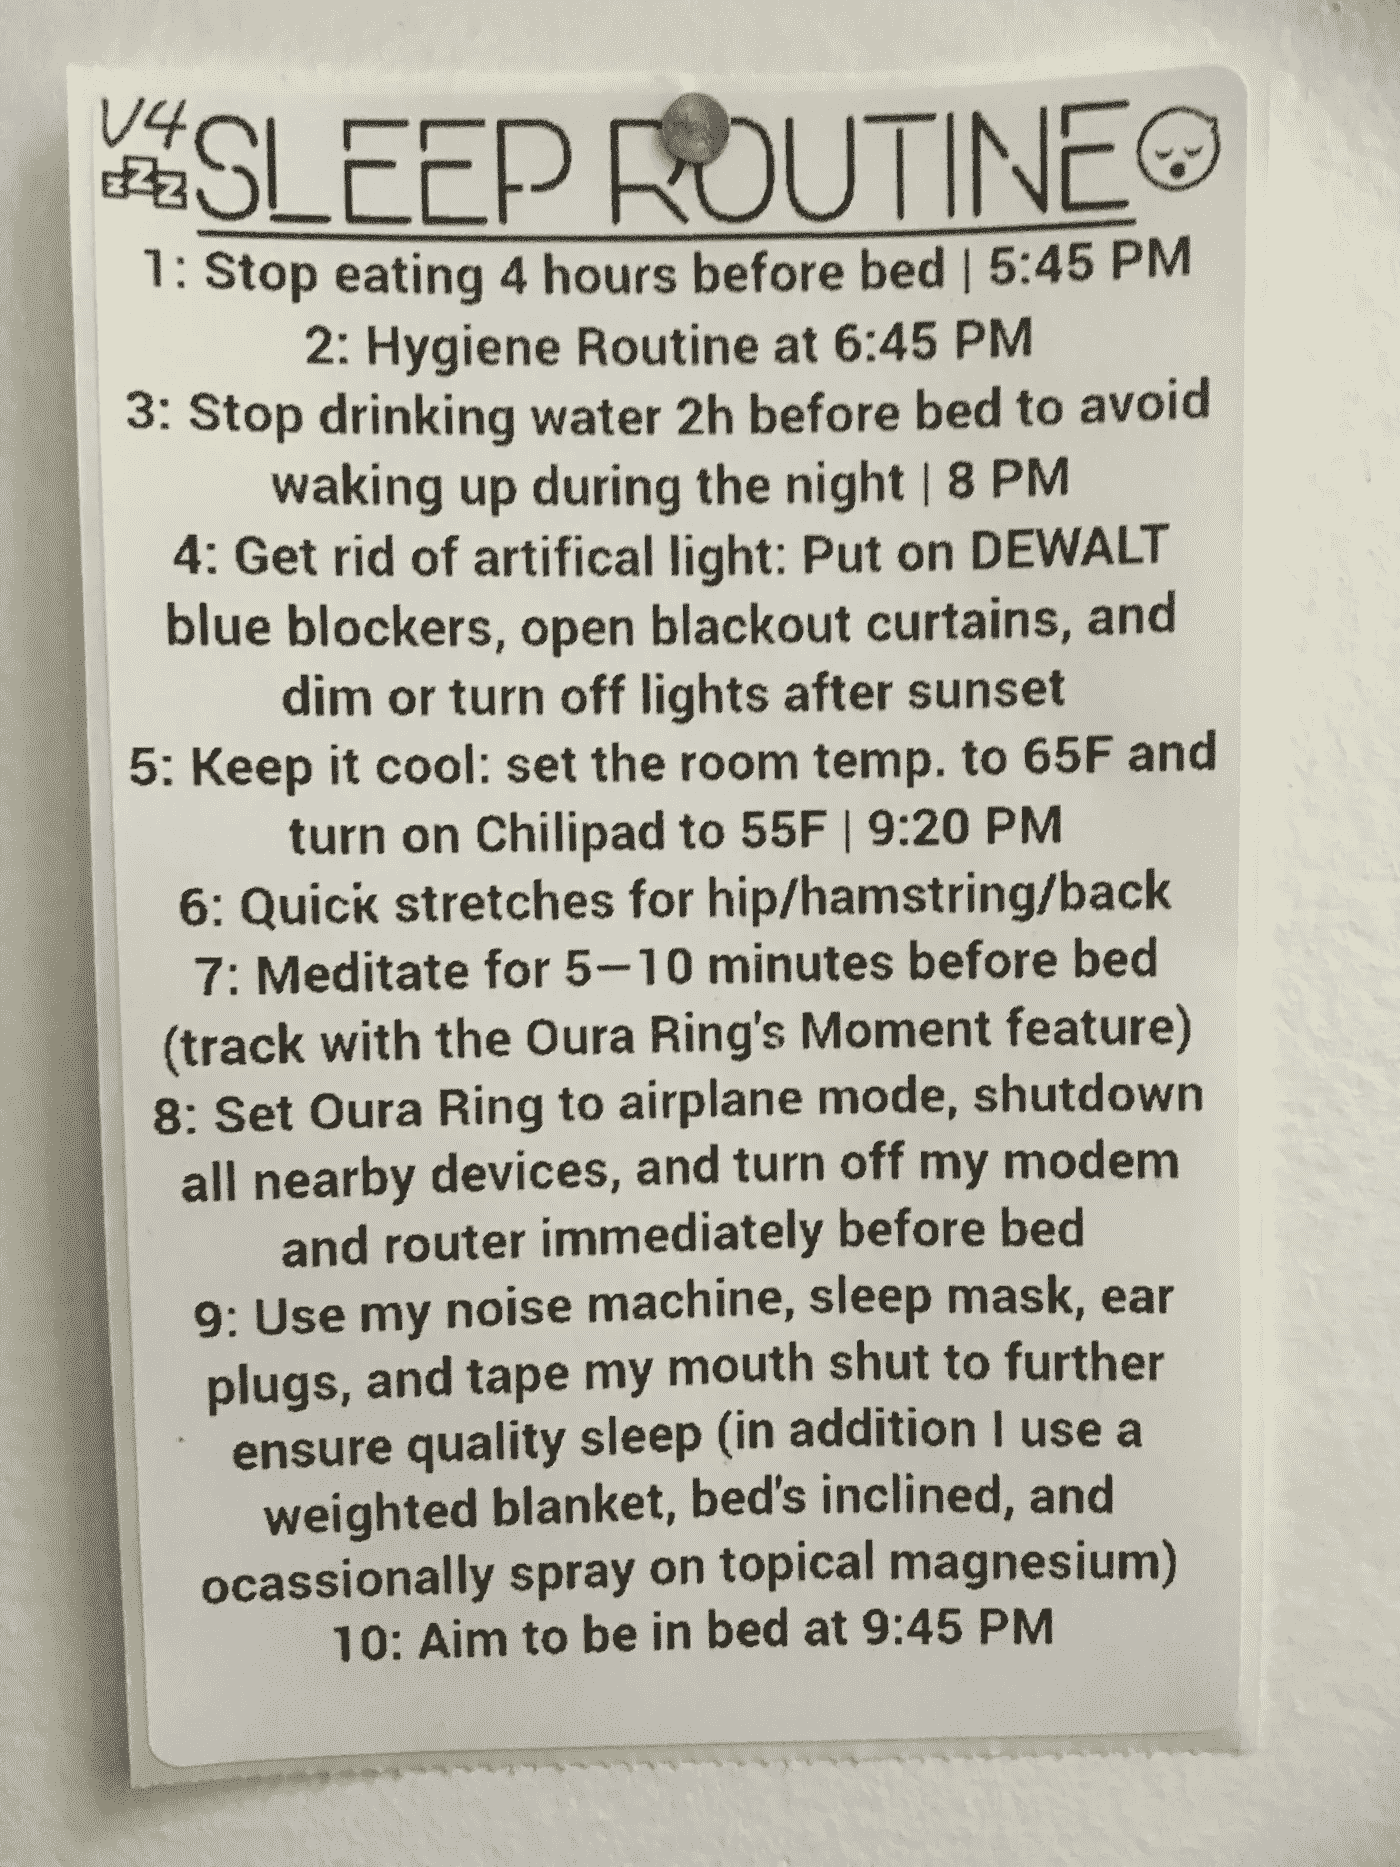 V4
zzz SLEEP ROUTINE
1: Stop eating 4 hours before bed | 5:45 PM
2: Hygiene Routine at 6:45 PM
3: Stop drinking water 2h before bed to avoid
waking up during the night | 8 PM
4: Get rid of artifical light: Put on DEWALT
blue blockers, open blackout curtains, and
dim or turn off lights after sunset
5: Keep it cool: set the room temp. to 65F and
turn on Chilipad to 55F | 9:20 PM
6: Quick stretches for hip/hamstring/back
7: Meditate for 5–10 minutes before bed
(track with the Oura Ring's Moment feature)
8: Set Oura Ring to airplane mode, shutdown
all nearby devices, and turn off my modem
and router immediately before bed
9: Use my noise machine, sleep mask, ear
plugs, and tape my mouth shut to further
ensure quality sleep (in addition I use a
weighted blanket, bed's inclined, and
ocassionally spray on topical magnesium)
10: Aim to be in bed at 9:45 PM